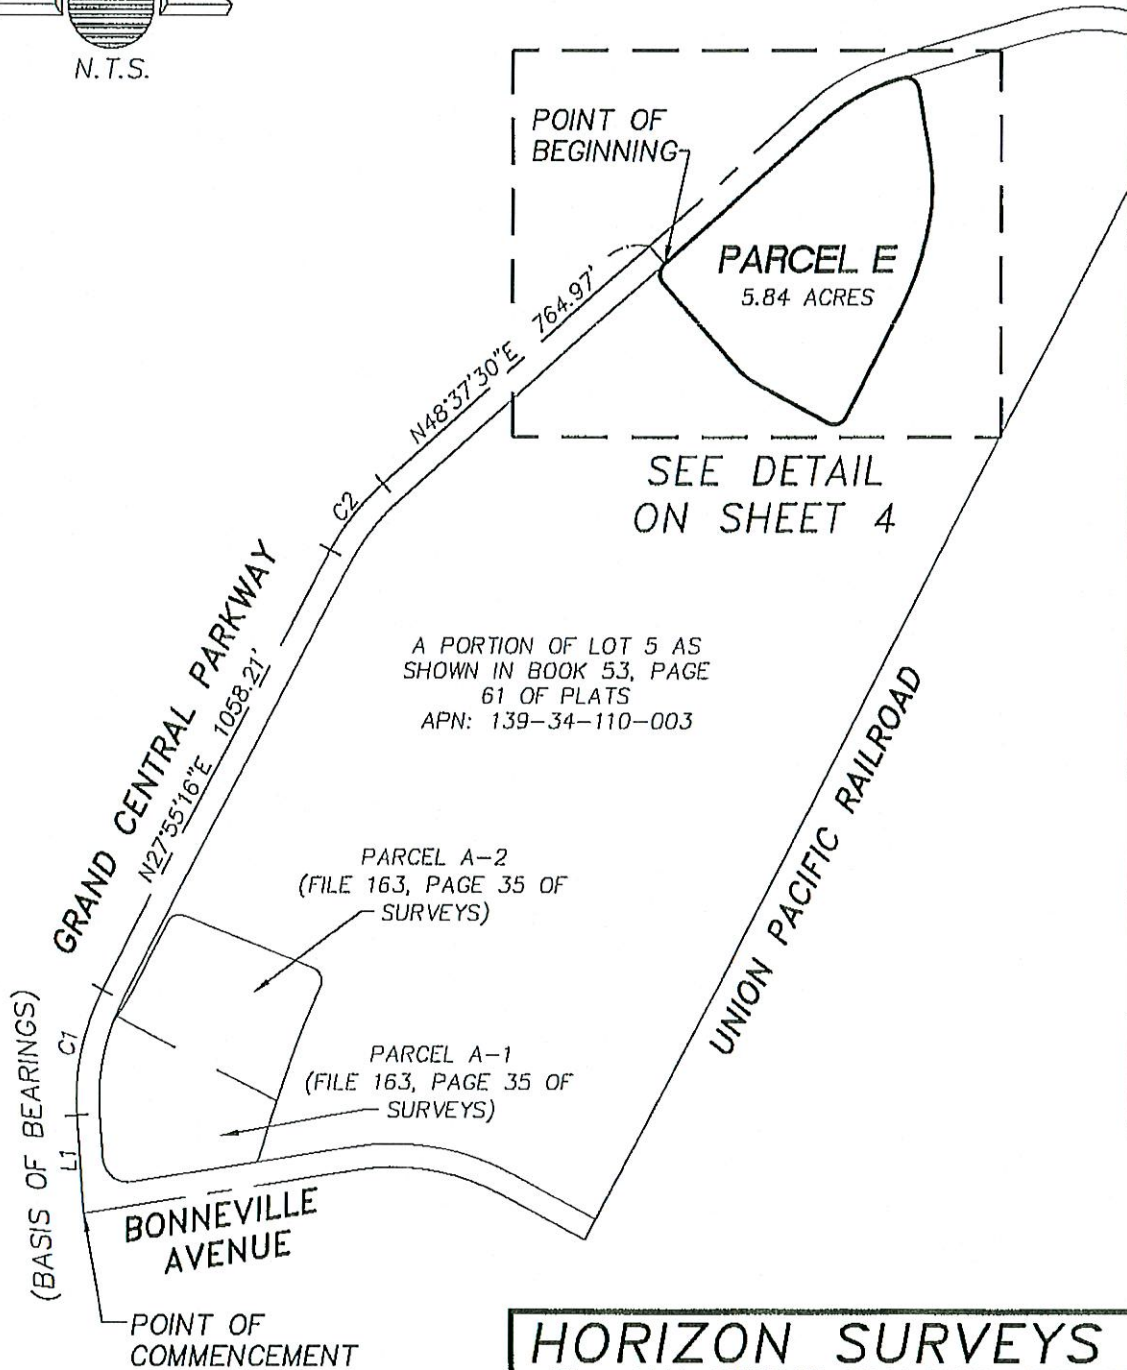 N.T.S.
POINT OF
BEGINNING
PARCEL E
5.84 ACRES
N48°37'30"E 764.97'
SEE DETAIL
ON SHEET 4
C2
GRAND CENTRAL PARKWAY
N27°55'16"E 1058.21'
A PORTION OF LOT 5 AS
SHOWN IN BOOK 53, PAGE
61 OF PLATS
APN: 139-34-110-003
UNION PACIFIC RAILROAD
PARCEL A-2
(FILE 163, PAGE 35 OF
SURVEYS)
C1
PARCEL A-1
(FILE 163, PAGE 35 OF
SURVEYS)
(BASIS OF BEARINGS)
L1
BONNEVILLE
AVENUE
POINT OF
COMMENCEMENT
HORIZON SURVEYS